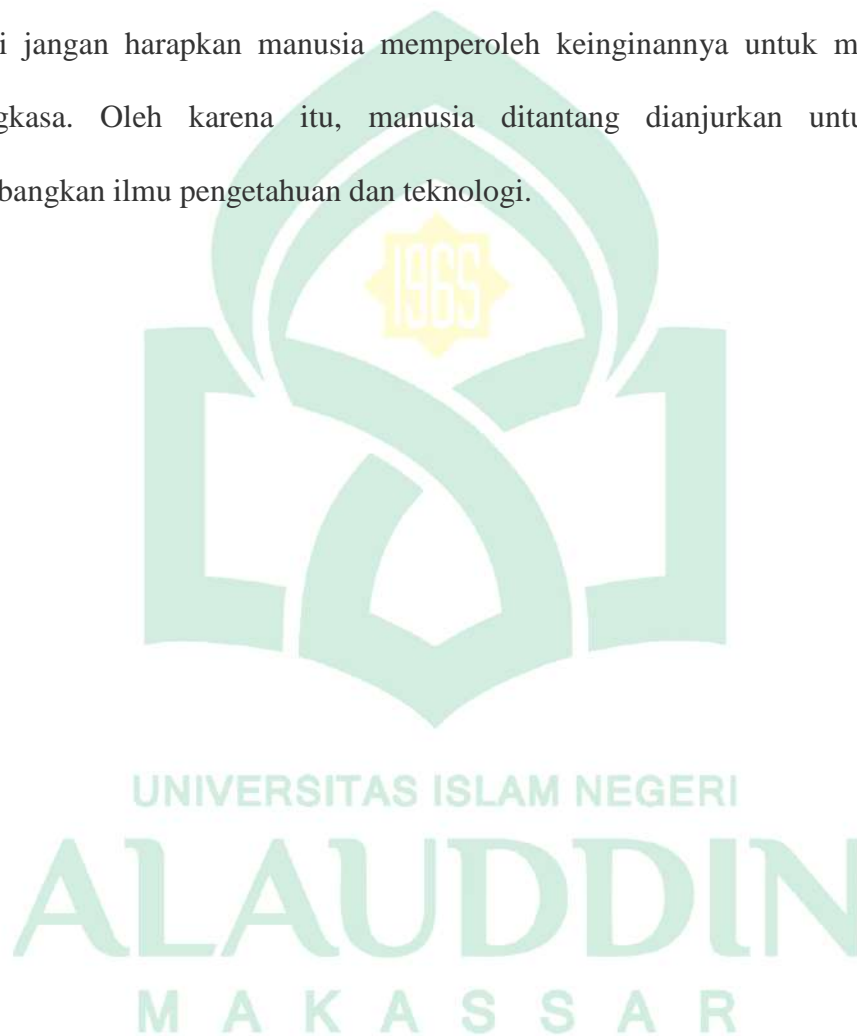 i jangan harapkan manusia memperoleh keinginannya untuk m
gkasa. Oleh karena itu, manusia ditantang dianjurkan untu
bangkan ilmu pengetahuan dan teknologi.
1965
UNIVERSITAS ISLAM NEGERI
ALAUDDIN
MAKASSAR